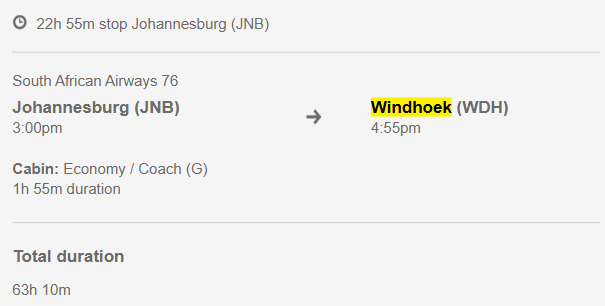 22h 55m stop Johannesburg (JNB)
South African Airways 76
Johannesburg (JNB)
Windhoek (WDH)
3:00pm
4:55pm
Cabin: Economy / Coach (G)
1h 55m duration
Total duration
63h 10m